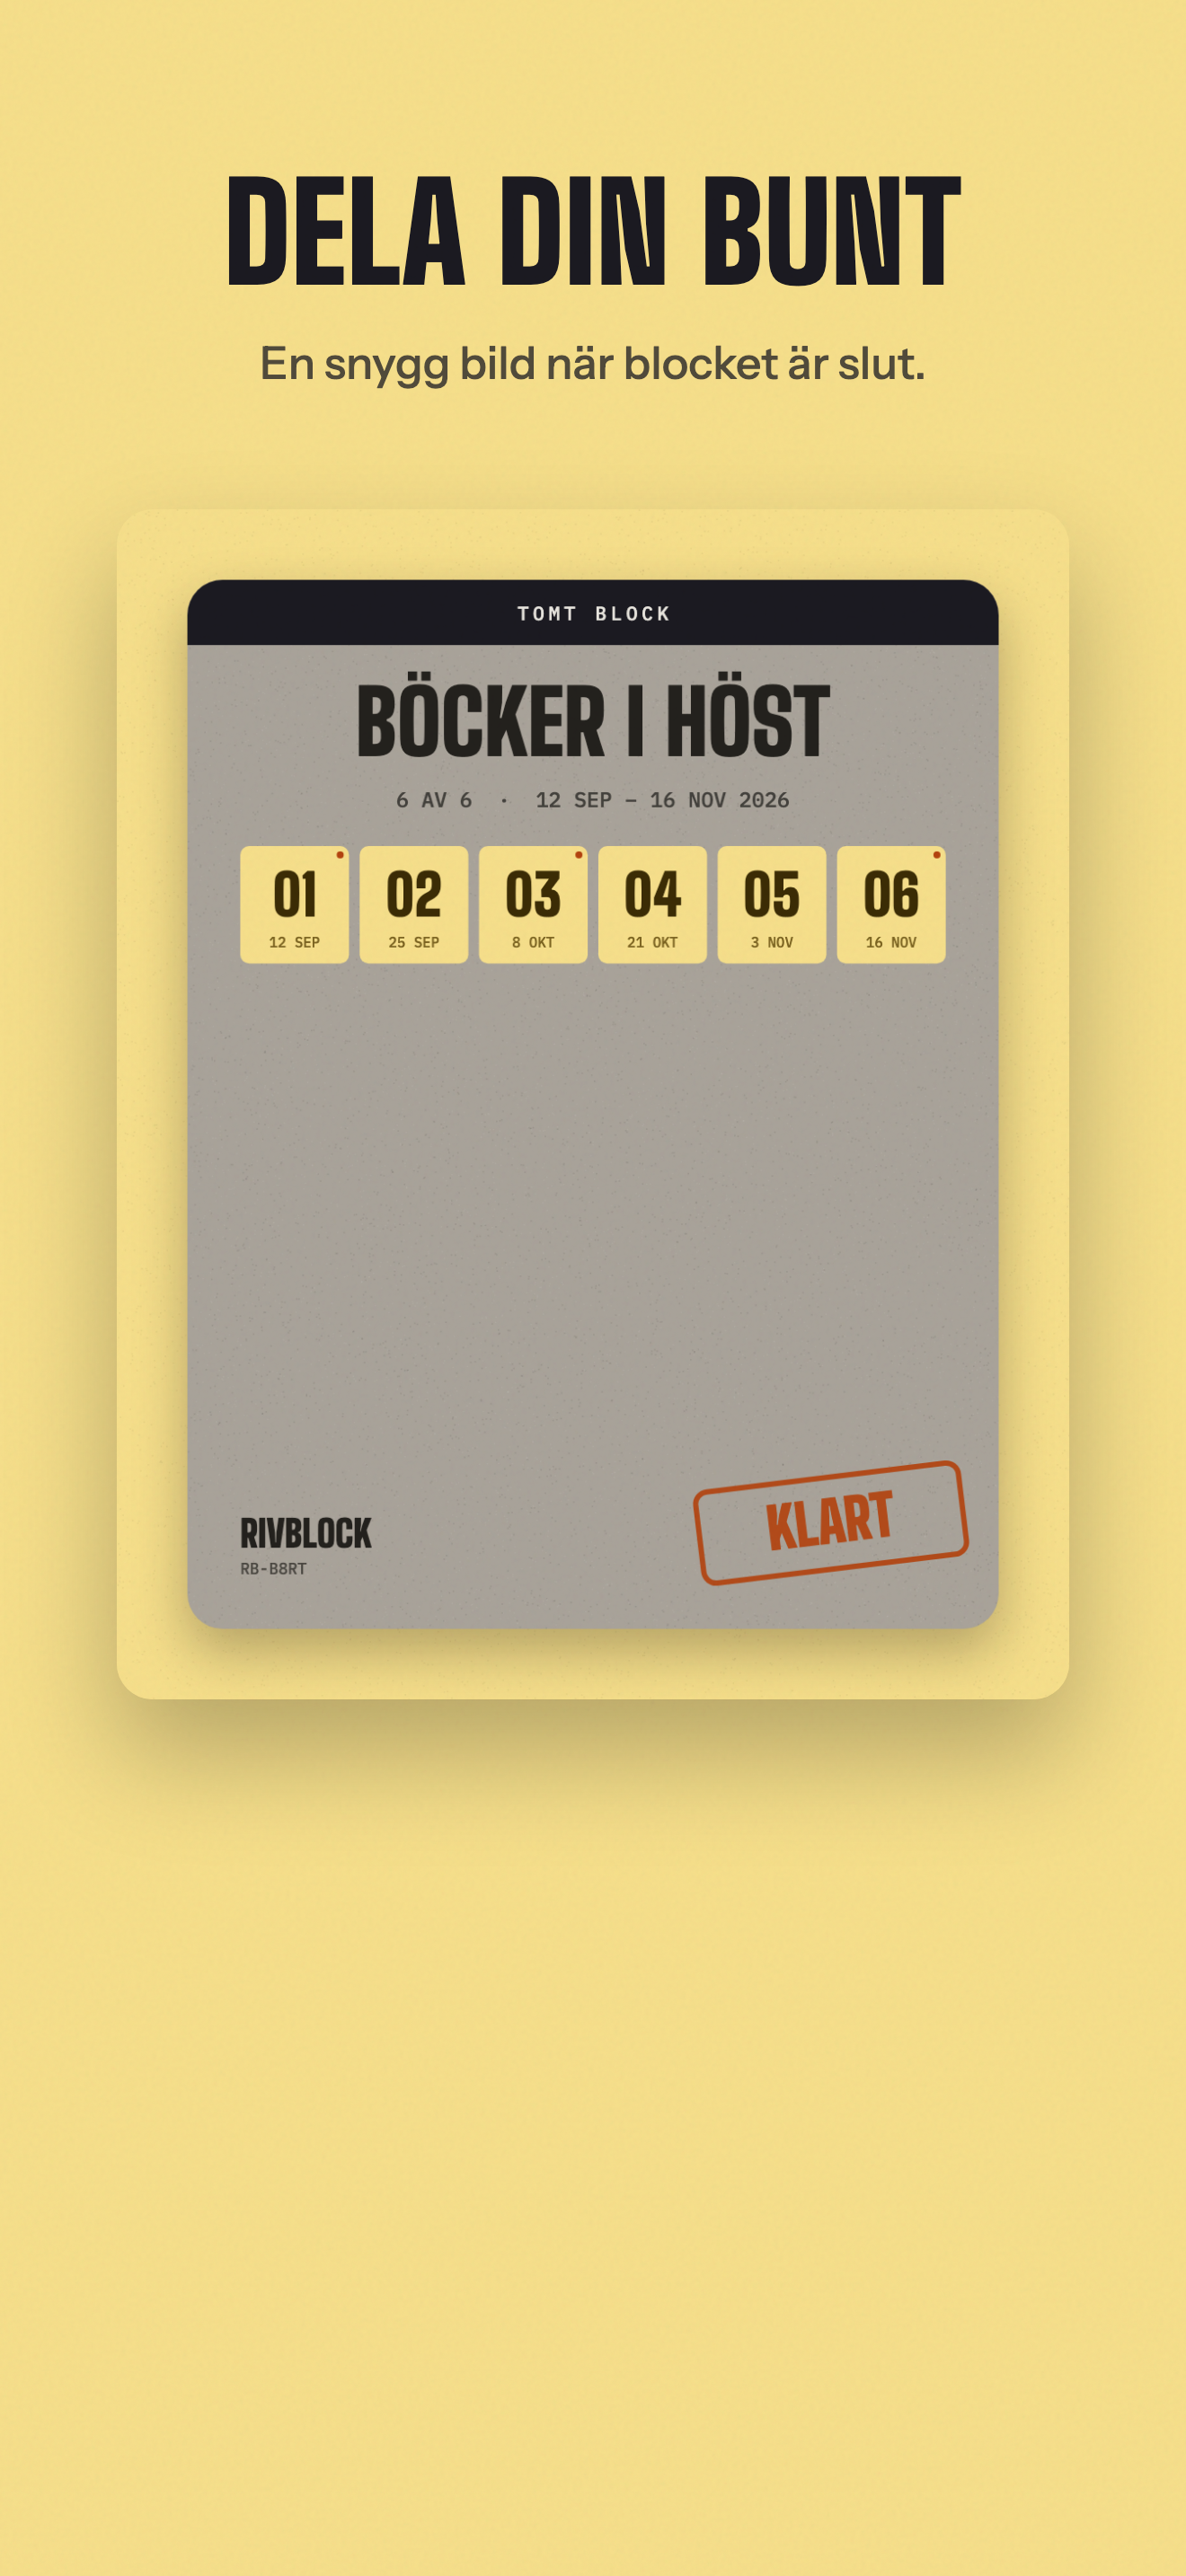 DELA DIN BUNT
En snygg bild när blocket är slut.
TOMT BLOCK
BÖCKER I HÖST
6 AV 6 · 12 SEP – 16 NOV 2026
01 02 03 04 05 06
12 SEP 25 SEP 8 OKT 21 OKT 3 NOV 16 NOV
KLART
RIVBLOCK
RB-B8RT